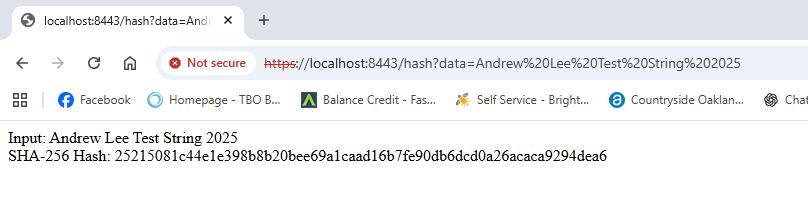 localhost:8443/hash?data=Andr
Not secure
https://localhost:8443/hash?data=Andrew%20Lee%20Test%20String%202025
Facebook
Homepage - TBO B...
Balance Credit - Fas...
Self Service - Bright...
Countryside Oaklan...
Chat
Input: Andrew Lee Test String 2025
SHA-256 Hash: 25215081c44e1e398b8b20bee69a1caad16b7fe90db6dcd0a26acaca9294dea6